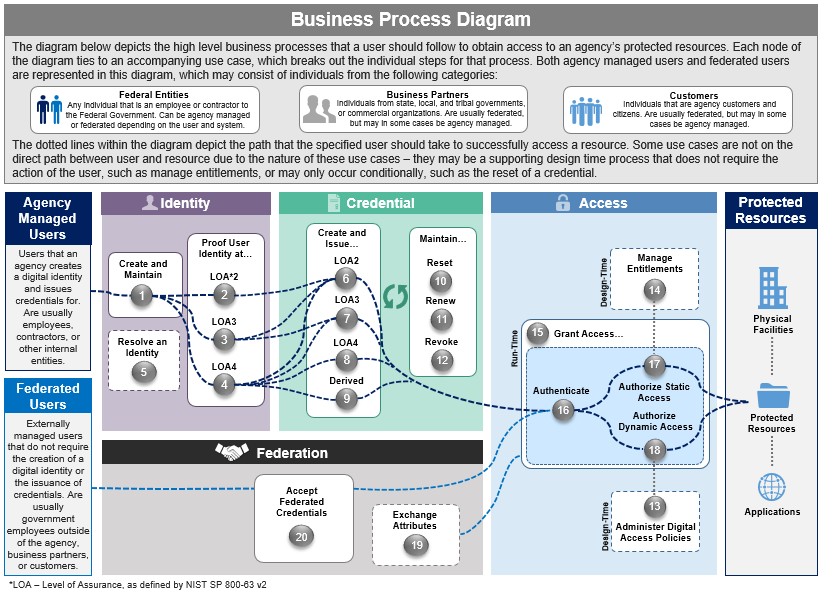 Business Process Diagram
The diagram below depicts the high level business processes that a user should follow to obtain access to an agency's protected resources. Each node of
the diagram ties to an accompanying use case, which breaks out the individual steps for that process. Both agency managed users and federated users
are represented in this diagram, which may consist of individuals from the following categories:
Federal Entities
Any individual that is an employee or contractor to
the Federal Government. Can be agency managed
or federated depending on the user and system.
Business Partners
Individuals from state, local, and tribal governments,
or commercial organizations. Are usually federated,
but may in some cases be agency managed.
Customers
Individuals that are agency customers and
citizens. Are usually federated, but may in
some cases be agency managed.
The dotted lines within the diagram depict the path that the specified user should take to successfully access a resource. Some use cases are not on the
direct path between user and resource due to the nature of these use cases – they may be a supporting design time process that does not require the
action of the user, such as manage entitlements, or may only occur conditionally, such as the reset of a credential.
Agency
Managed
Users
Users that an
agency creates
a digital identity
and issues
credentials for.
Are usually
employees,
contractors, or
other internal
entities.
Federated
Users
Externally
managed users
that do not require
the creation of a
digital identity or
the issuance of
credentials. Are
usually
government
employees outside
of the agency,
business partners,
or customers.
Identity
Create and
Maintain
1
Resolve an
Identity
5
Proof User
Identity at...
LOA*2
2
LOA3
3
LOA4
4
Credential
Create and
Issue...
LOA2
6
LOA3
7
LOA4
8
Derived
9
Maintain...
Reset
10
Renew
11
Revoke
12
Federation
Accept
Federated
Credentials
20
Exchange
Attributes
19
Access
Design-Time
Manage
Entitlements
14
Run-Time
15
Grant Access...
Authenticate
16
17
Authorize Static
Access
Authorize
Dynamic Access
18
Design-Time
13
Administer Digital
Access Policies
Protected
Resources
Physical
Facilities
Protected
Resources
Applications
*LOA – Level of Assurance, as defined by NIST SP 800-63 v2